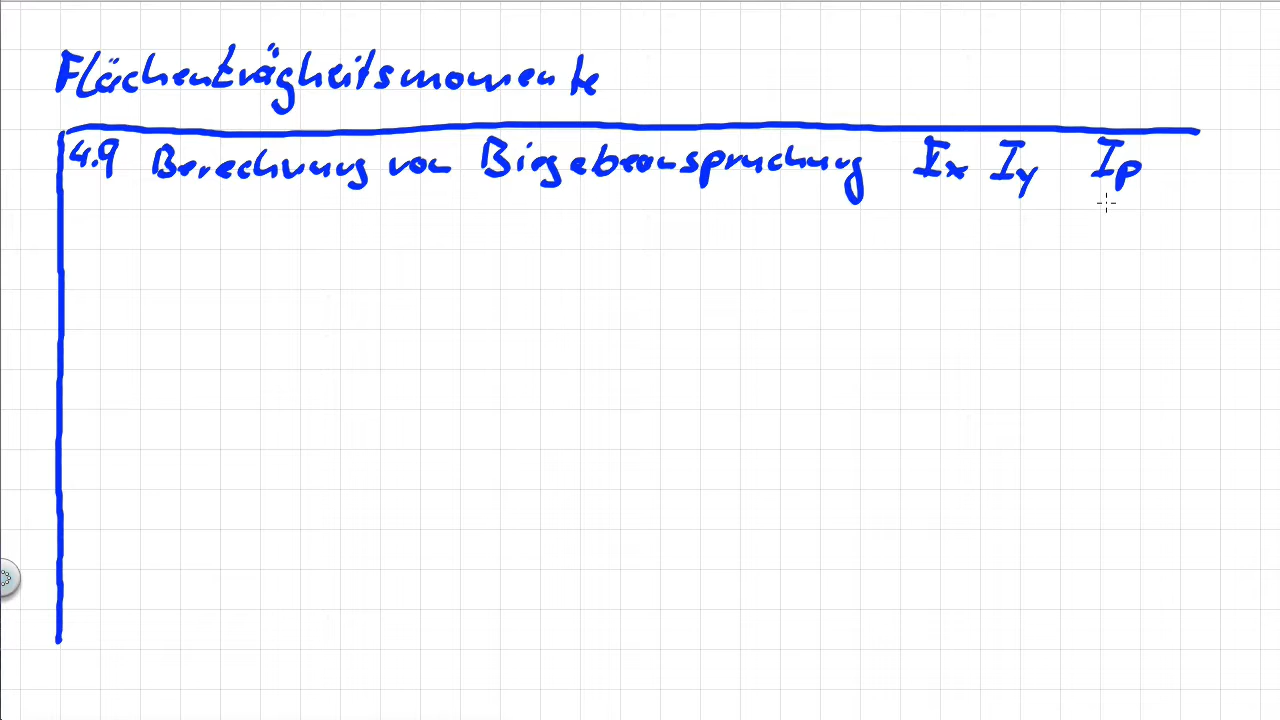 Flächenträgheitsmomente
4.9 Berechnung von Biegebeanspruchung Ix Iy Ip